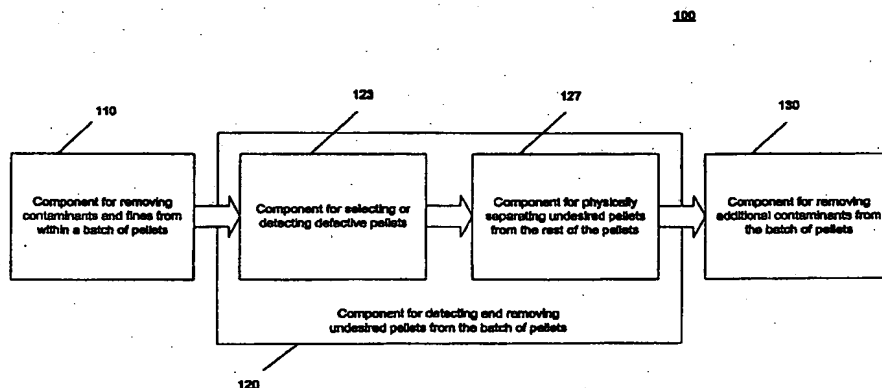 100
110
123
127
130
Component for removing
contaminants and fines from
within a batch of pellets
Component for selecting or
detecting defective pellets
Component for physically
separating undesired pellets
from the rest of the pellets
Component for removing
additional contaminants from
the batch of pellets
Component for detecting and removing
undesired pellets from the batch of pellets
120